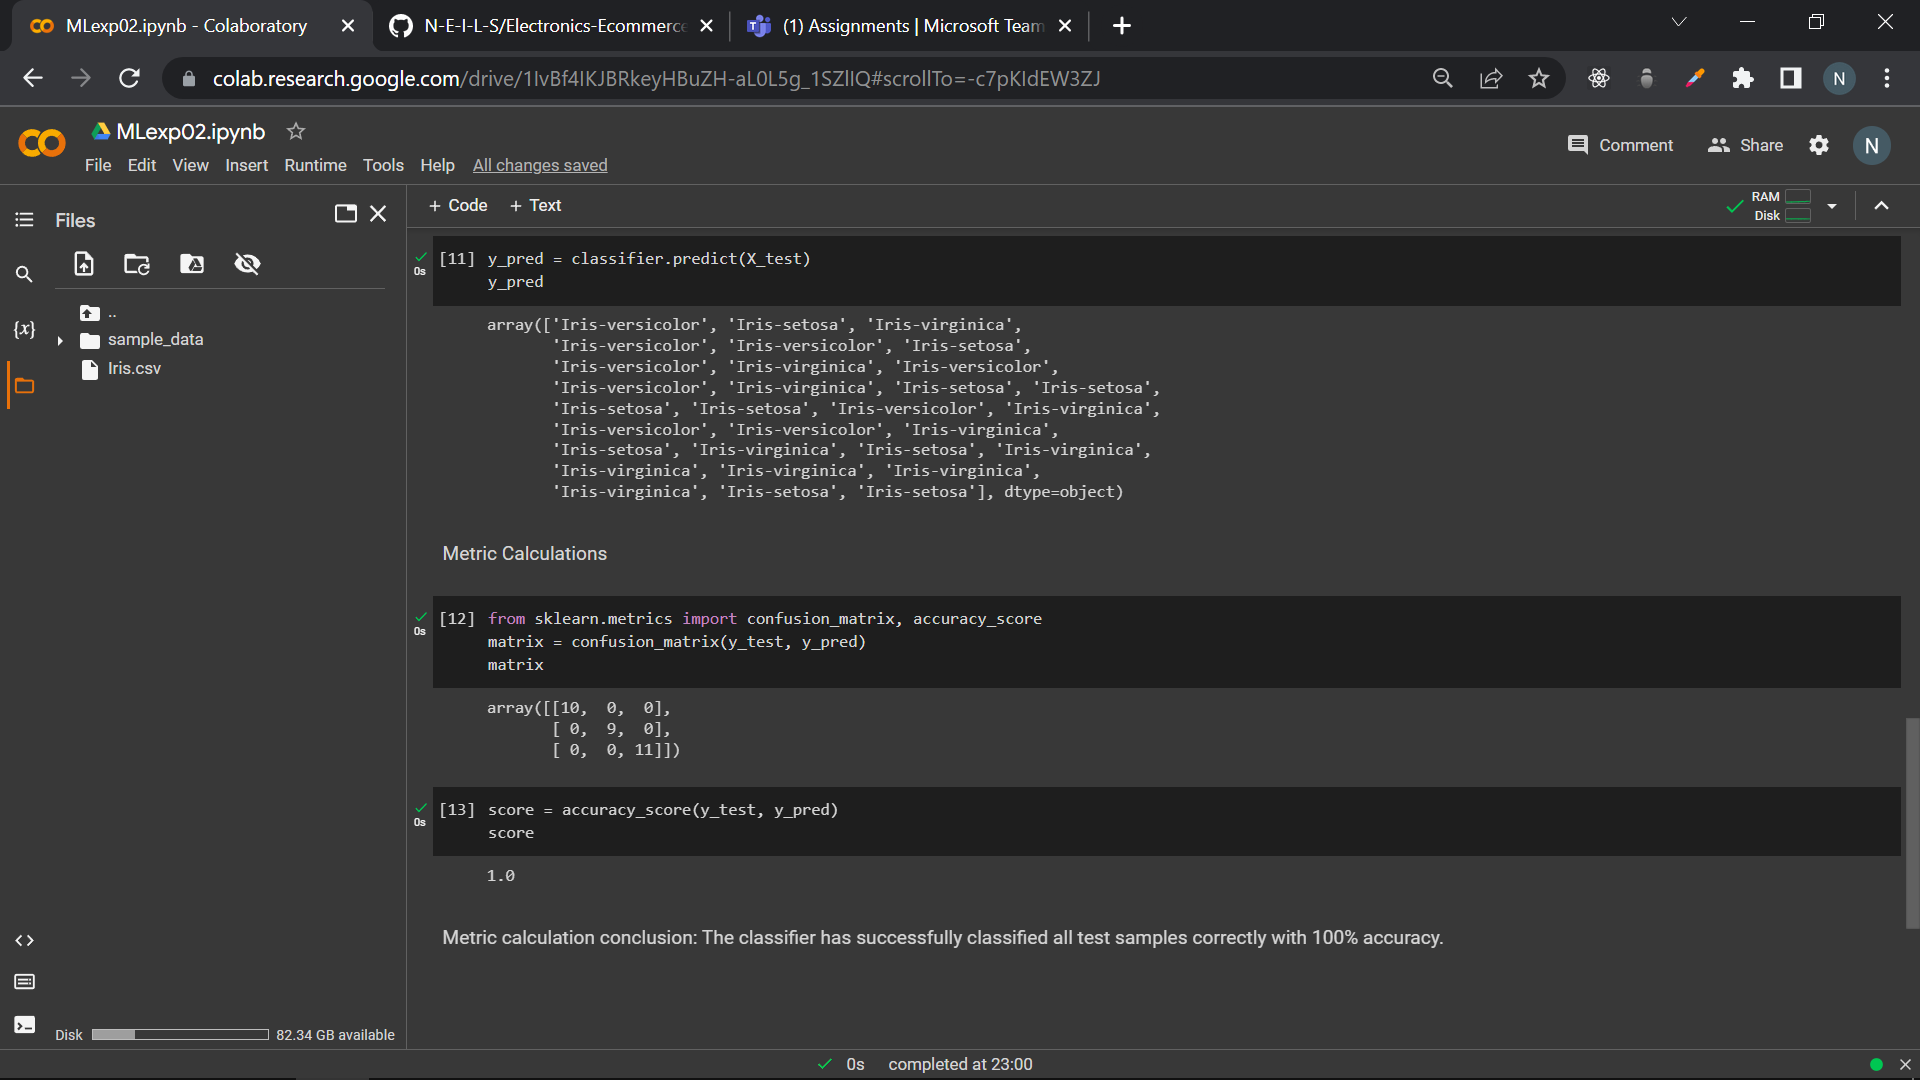 MLexp02.ipynb - Colaboratory
N-E-I-L-S/Electronics-Ecommerce
(1) Assignments | Microsoft Team
colab.research.google.com/drive/1IvBf4IKJBRkeyHBuZH-aL0L5g_1SZIIQ#scrollTo=-c7pKIdEW3ZJ
N
MLexp02.ipynb
File Edit View Insert Runtime Tools Help All changes saved
Comment Share N
Files
+ Code + Text
RAM
Disk
..
sample_data
Iris.csv
{x}
0s
[11] y_pred = classifier.predict(X_test)
y_pred
array(['Iris-versicolor', 'Iris-setosa', 'Iris-virginica',
'Iris-versicolor', 'Iris-versicolor', 'Iris-setosa',
'Iris-versicolor', 'Iris-virginica', 'Iris-versicolor',
'Iris-versicolor', 'Iris-virginica', 'Iris-setosa', 'Iris-setosa',
'Iris-setosa', 'Iris-setosa', 'Iris-versicolor', 'Iris-virginica',
'Iris-versicolor', 'Iris-versicolor', 'Iris-virginica',
'Iris-setosa', 'Iris-virginica', 'Iris-setosa', 'Iris-virginica',
'Iris-virginica', 'Iris-virginica', 'Iris-virginica',
'Iris-virginica', 'Iris-setosa', 'Iris-setosa'], dtype=object)
Metric Calculations
0s
[12] from sklearn.metrics import confusion_matrix, accuracy_score
matrix = confusion_matrix(y_test, y_pred)
matrix
array([[10, 0, 0],
[ 0, 9, 0],
[ 0, 0, 11]])
0s
[13] score = accuracy_score(y_test, y_pred)
score
1.0
Metric calculation conclusion: The classifier has successfully classified all test samples correctly with 100% accuracy.
Disk 82.34 GB available
0s completed at 23:00